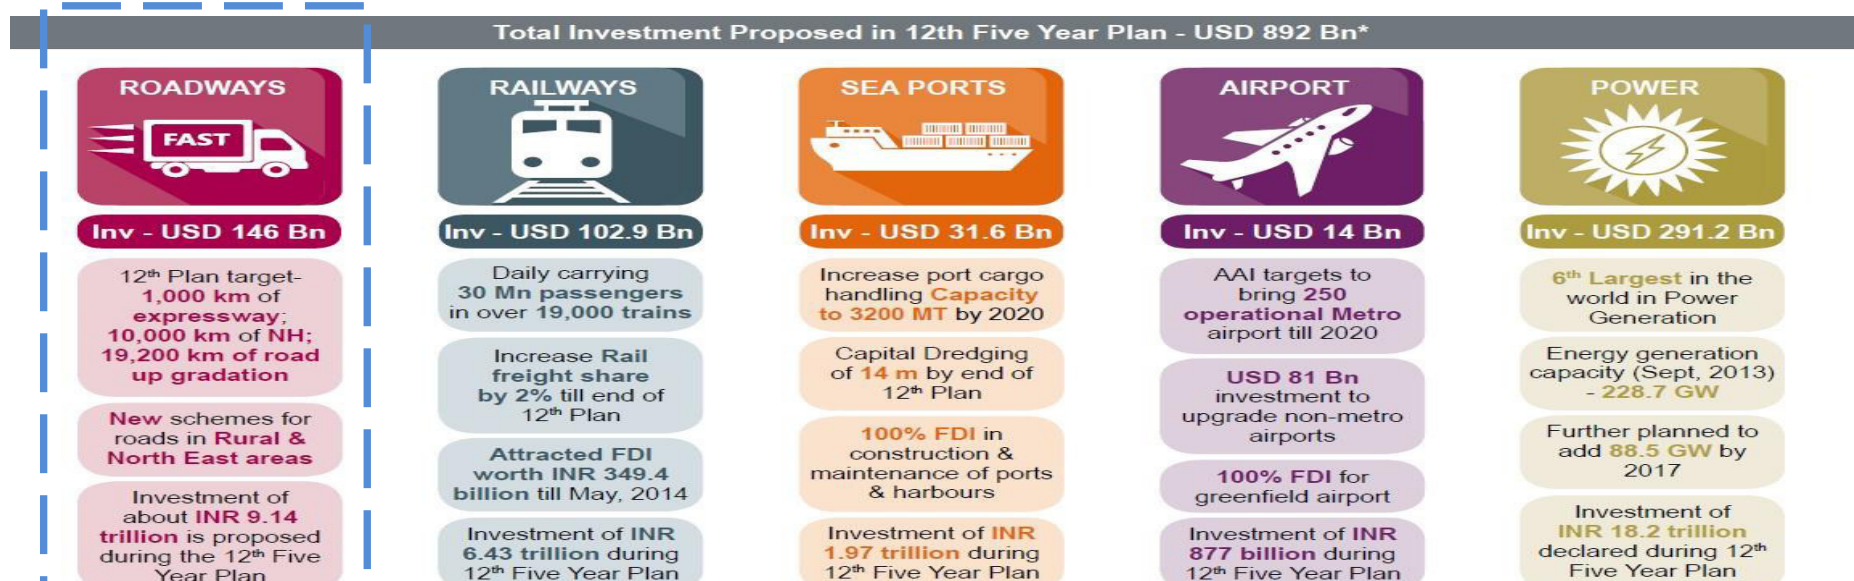 Total Investment Proposed in 12th Five Year Plan - USD 892 Bn*
ROADWAYS
FAST
Inv - USD 146 Bn
12th Plan target-
1,000 km of
expressway;
10,000 km of NH;
19,200 km of road
up gradation
New schemes for
roads in Rural &
North East areas
Investment of
about INR 9.14
trillion is proposed
during the 12th Five
Year Plan
RAILWAYS
Inv - USD 102.9 Bn
Daily carrying
30 Mn passengers
in over 19,000 trains
Increase Rail
freight share
by 2% till end of
12th Plan
Attracted FDI
worth INR 349.4
billion till May, 2014
Investment of INR
6.43 trillion during
12th Five Year Plan
SEA PORTS
Inv - USD 31.6 Bn
Increase port cargo
handling Capacity
to 3200 MT by 2020
Capital Dredging
of 14 m by end of
12th Plan
100% FDI in
construction &
maintenance of ports
& harbours
Investment of INR
1.97 trillion during
12th Five Year Plan
AIRPORT
Inv - USD 14 Bn
AAI targets to
bring 250
operational Metro
airport till 2020
USD 81 Bn
investment to
upgrade non-metro
airports
100% FDI for
greenfield airport
Investment of INR
877 billion during
12th Five Year Plan
POWER
Inv - USD 291.2 Bn
6th Largest in the
world in Power
Generation
Energy generation
capacity (Sept, 2013)
- 228.7 GW
Further planned to
add 88.5 GW by
2017
Investment of
INR 18.2 trillion
declared during 12th
Five Year Plan